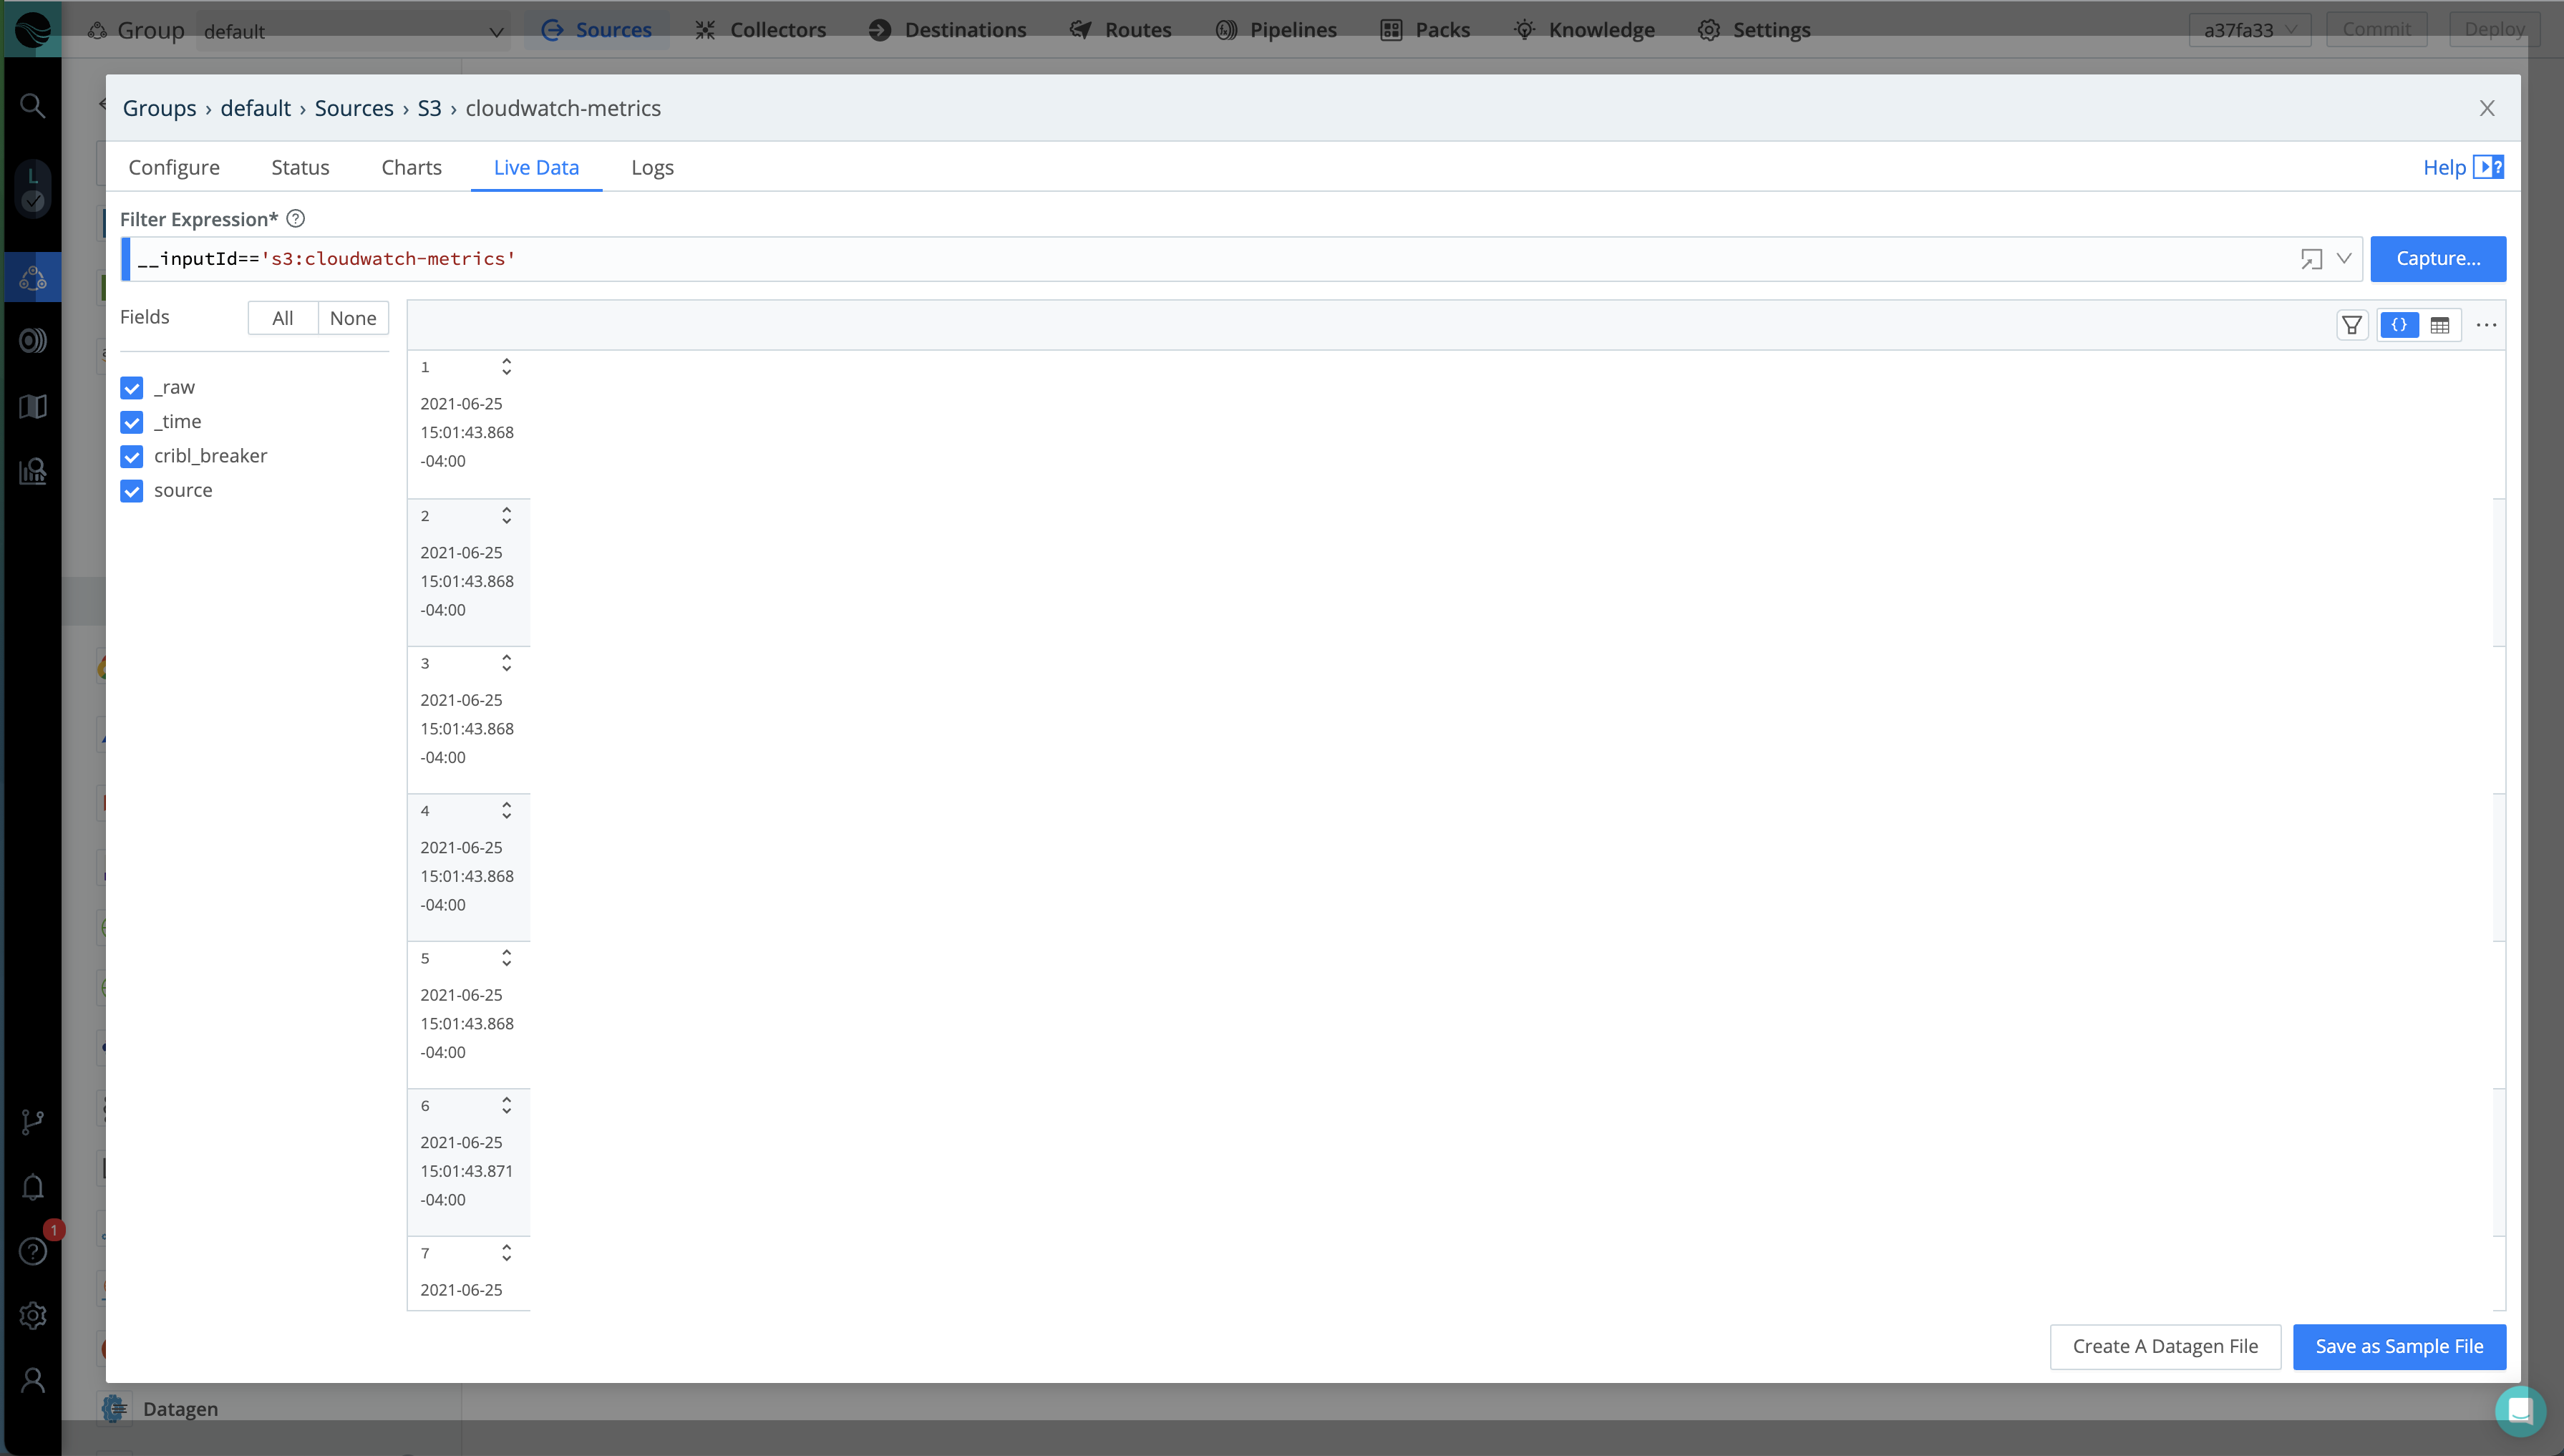 Group default Sources Collectors Destinations Routes Pipelines Packs Knowledge Settings a37fa33 Commit Deploy
Groups › default › Sources › S3 › cloudwatch-metrics
L
Configure Status Charts Live Data Logs Help
Filter Expression*
__inputId=='s3:cloudwatch-metrics' Capture...
Fields All None
_raw
_time
cribl_breaker
source
1
2021-06-25
15:01:43.868
-04:00
2
2021-06-25
15:01:43.868
-04:00
3
2021-06-25
15:01:43.868
-04:00
4
2021-06-25
15:01:43.868
-04:00
5
2021-06-25
15:01:43.868
-04:00
6
2021-06-25
15:01:43.871
-04:00
7
2021-06-25
1
Create A Datagen File Save as Sample File
Datagen